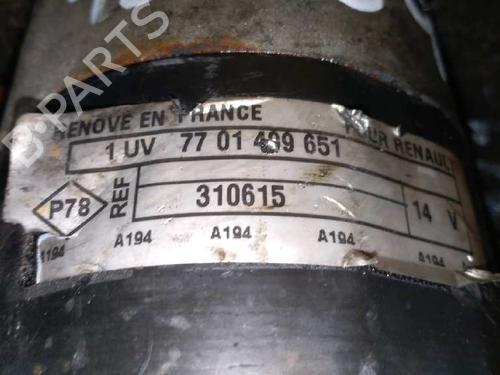 B-PARTS
RENOVE EN FRANCE POUR RENAULT
1 UV 77 01 499 651
P78 REF 310615 14 V
A194 A194 A194 A194 A194